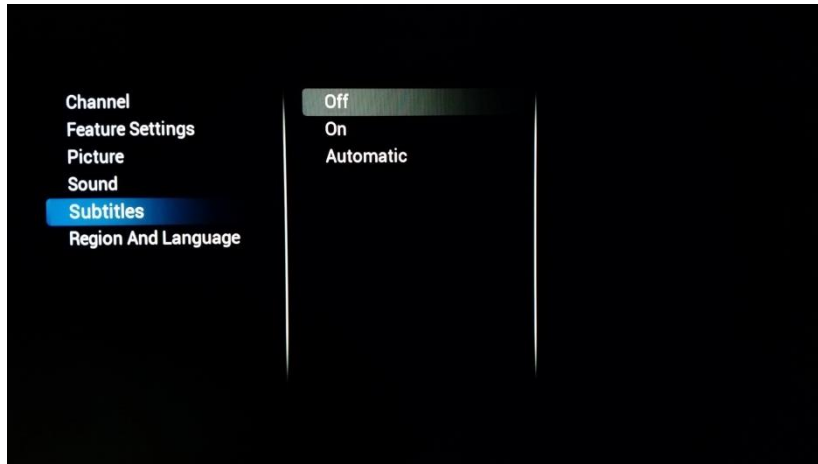 Channel
Feature Settings
Picture
Sound
Subtitles
Region And Language
Off
On
Automatic